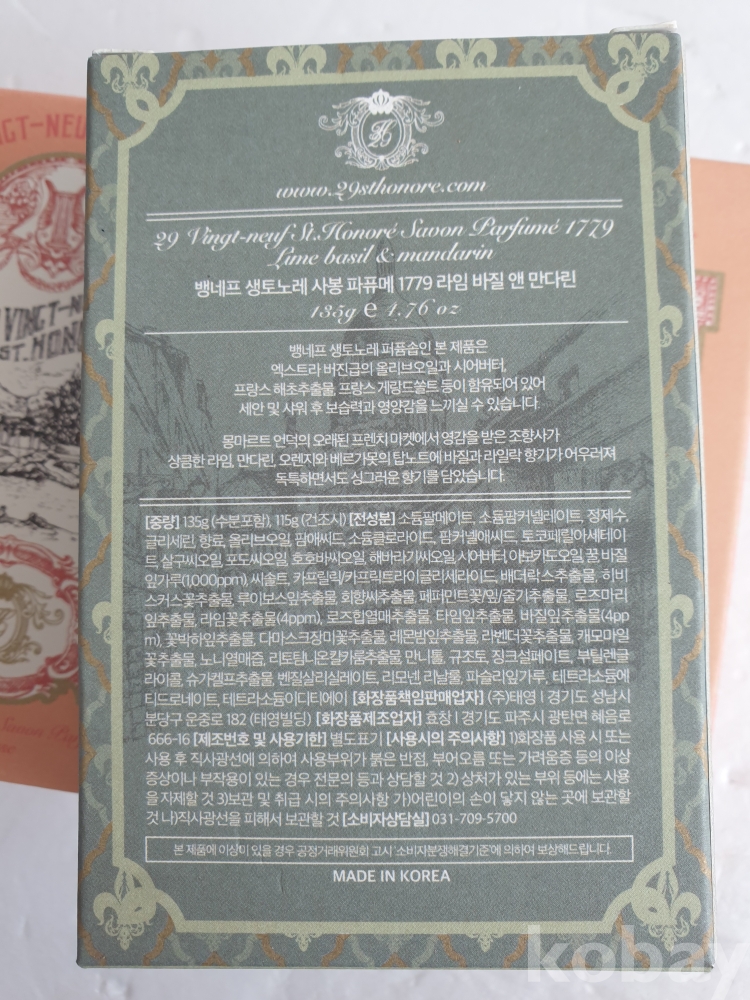 www.29sthonore.com
29 Vingt-neuf St.Honoré Savon Parfumé 1779
Lime basil & mandarin
뱅네프 생토노레 사봉 파퓨메 1779 라임 바질 앤 만다린
135g e 4.76 oz
뱅네프 생토노레 퍼퓸솝인 본 제품은
엑스트라 버진급의 올리브오일과 시어버터,
프랑스 해초추출물, 프랑스 게랑드쏠트 등이 함유되어 있어
세안 및 샤워 후 보습력과 영양감을 느끼실 수 있습니다.
몽마르트 언덕의 오래된 프렌치 마켓에서 영감을 받은 조향사가
상큼한 라임, 만다린, 오렌지와 베르가못의 탑노트에 바질과 라일락 향기가 어우러져
독특하면서도 싱그러운 향기를 담았습니다.
[중량] 135g (수분포함), 115g (건조시) [전성분] 소듐팔메이트, 소듐팜커넬레이트, 정제수,
글리세린, 향료, 올리브오일, 팜애씨드, 소듐클로라이드, 팜커넬애씨드, 토코페릴아세테이
트, 살구씨오일, 포도씨오일, 호호바씨오일, 해바라기씨오일, 시어버터, 아보카도오일, 꿀, 바질
잎가루(1,000ppm), 씨솔트, 카프릴릭/카프릭트라이글리세라이드, 배더락스추출물, 히비
스커스꽃추출물, 루이보스잎추출물, 회향씨추출물, 페퍼민트꽃/잎/줄기추출물, 로즈마리
잎추출물, 라임꽃추출물(4ppm), 로즈힙열매추출물, 타임잎추출물, 바질잎추출물(4pp
m), 꽃박하잎추출물, 다마스크장미꽃추출물, 레몬밤잎추출물, 라벤더꽃추출물, 캐모마일
꽃추출물, 노니열매즙, 리토팀니온칼카룸추출물, 만니톨, 규조토, 징크설페이트, 부틸렌글
라이콜, 슈가켈프추출물, 벤질살리실레이트, 리모넨, 리날룰, 파슬리잎가루, 테트라소듐에
티드로네이트, 테트라소듐이디티에이 [화장품책임판매업자] (주)태영 | 경기도 성남시
분당구 운중로 182 (태영빌딩) [화장품제조업자] 효창 | 경기도 파주시 광탄면 혜음로
666-16 [제조번호 및 사용기한] 별도표기 [사용시의 주의사항] 1)화장품 사용 시 또는
사용 후 직사광선에 의하여 사용부위가 붉은 반점, 부어오름 또는 가려움증 등의 이상
증상이나 부작용이 있는 경우 전문의 등과 상담할 것 2) 상처가 있는 부위 등에는 사용
을 자제할 것 3)보관 및 취급 시의 주의사항 가)어린이의 손이 닿지 않는 곳에 보관할
것 나)직사광선을 피해서 보관할 것 [소비자상담실] 031-709-5700
본 제품에 이상이 있을 경우 공정거래위원회 고시 '소비자분쟁해결기준'에 의하여 보상해드립니다.
MADE IN KOREA
kobay